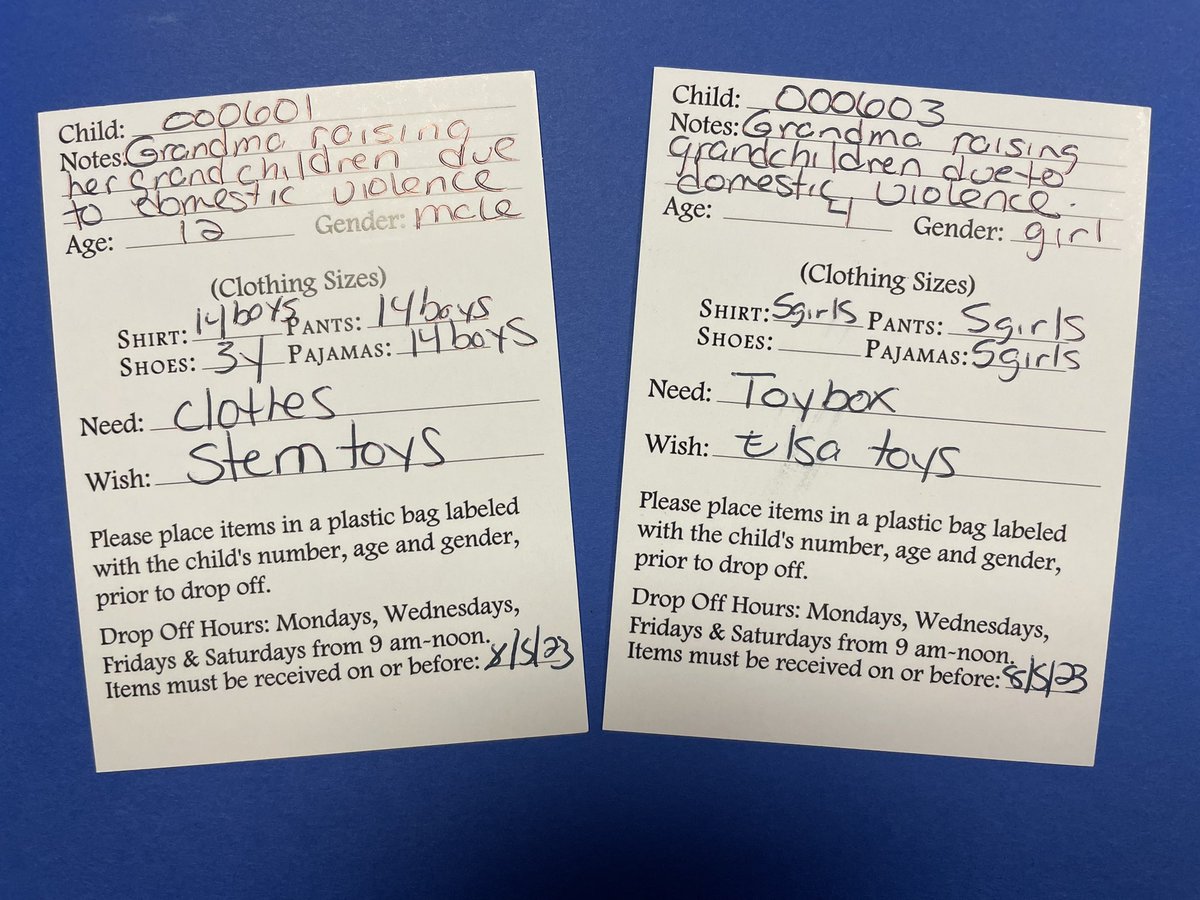 Child: 000601
Notes: Grandma raising
her grandchildren due
to domestic violence
Age: 12 Gender: male
(Clothing Sizes)
SHIRT: 14 boys PANTS: 14 boys
SHOES: 3y PAJAMAS: 14 boys
Need: clothes
Wish: Stem toys
Please place items in a plastic bag labeled
with the child's number, age and gender,
prior to drop off.
Drop Off Hours: Mondays, Wednesdays,
Fridays & Saturdays from 9 am-noon.
Items must be received on or before: 8/5/23
Child: 000603
Notes: Grandma raising
grandchildren due to
domestic violence.
Age: 4 Gender: girl
(Clothing Sizes)
SHIRT: 5girls PANTS: 5girls
SHOES: PAJAMAS: 5girls
Need: Toybox
Wish: Elsa toys
Please place items in a plastic bag labeled
with the child's number, age and gender,
prior to drop off.
Drop Off Hours: Mondays, Wednesdays,
Fridays & Saturdays from 9 am-noon.
Items must be received on or before: 8/5/23